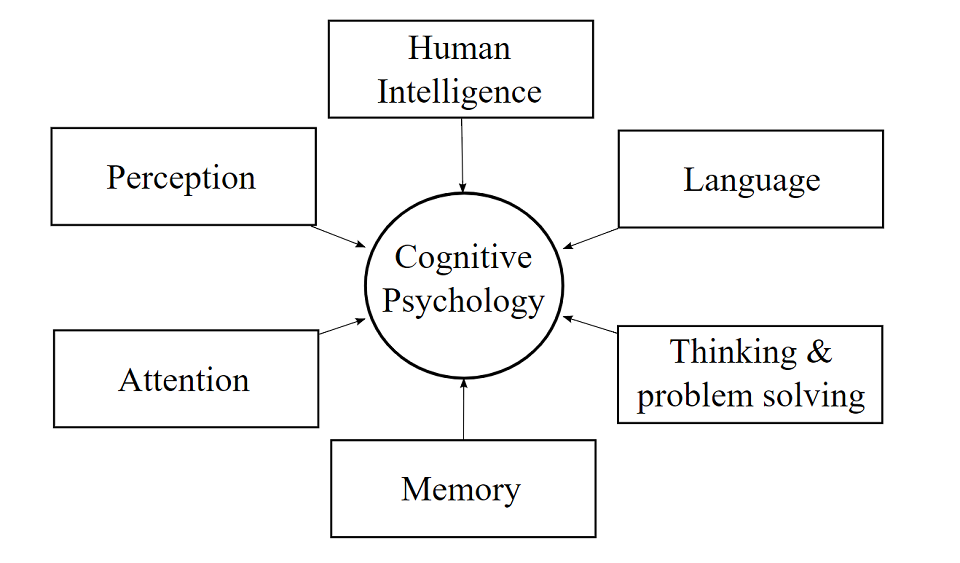 Human
Intelligence
Perception
Language
Cognitive
Psychology
Attention
Thinking &
problem solving
Memory